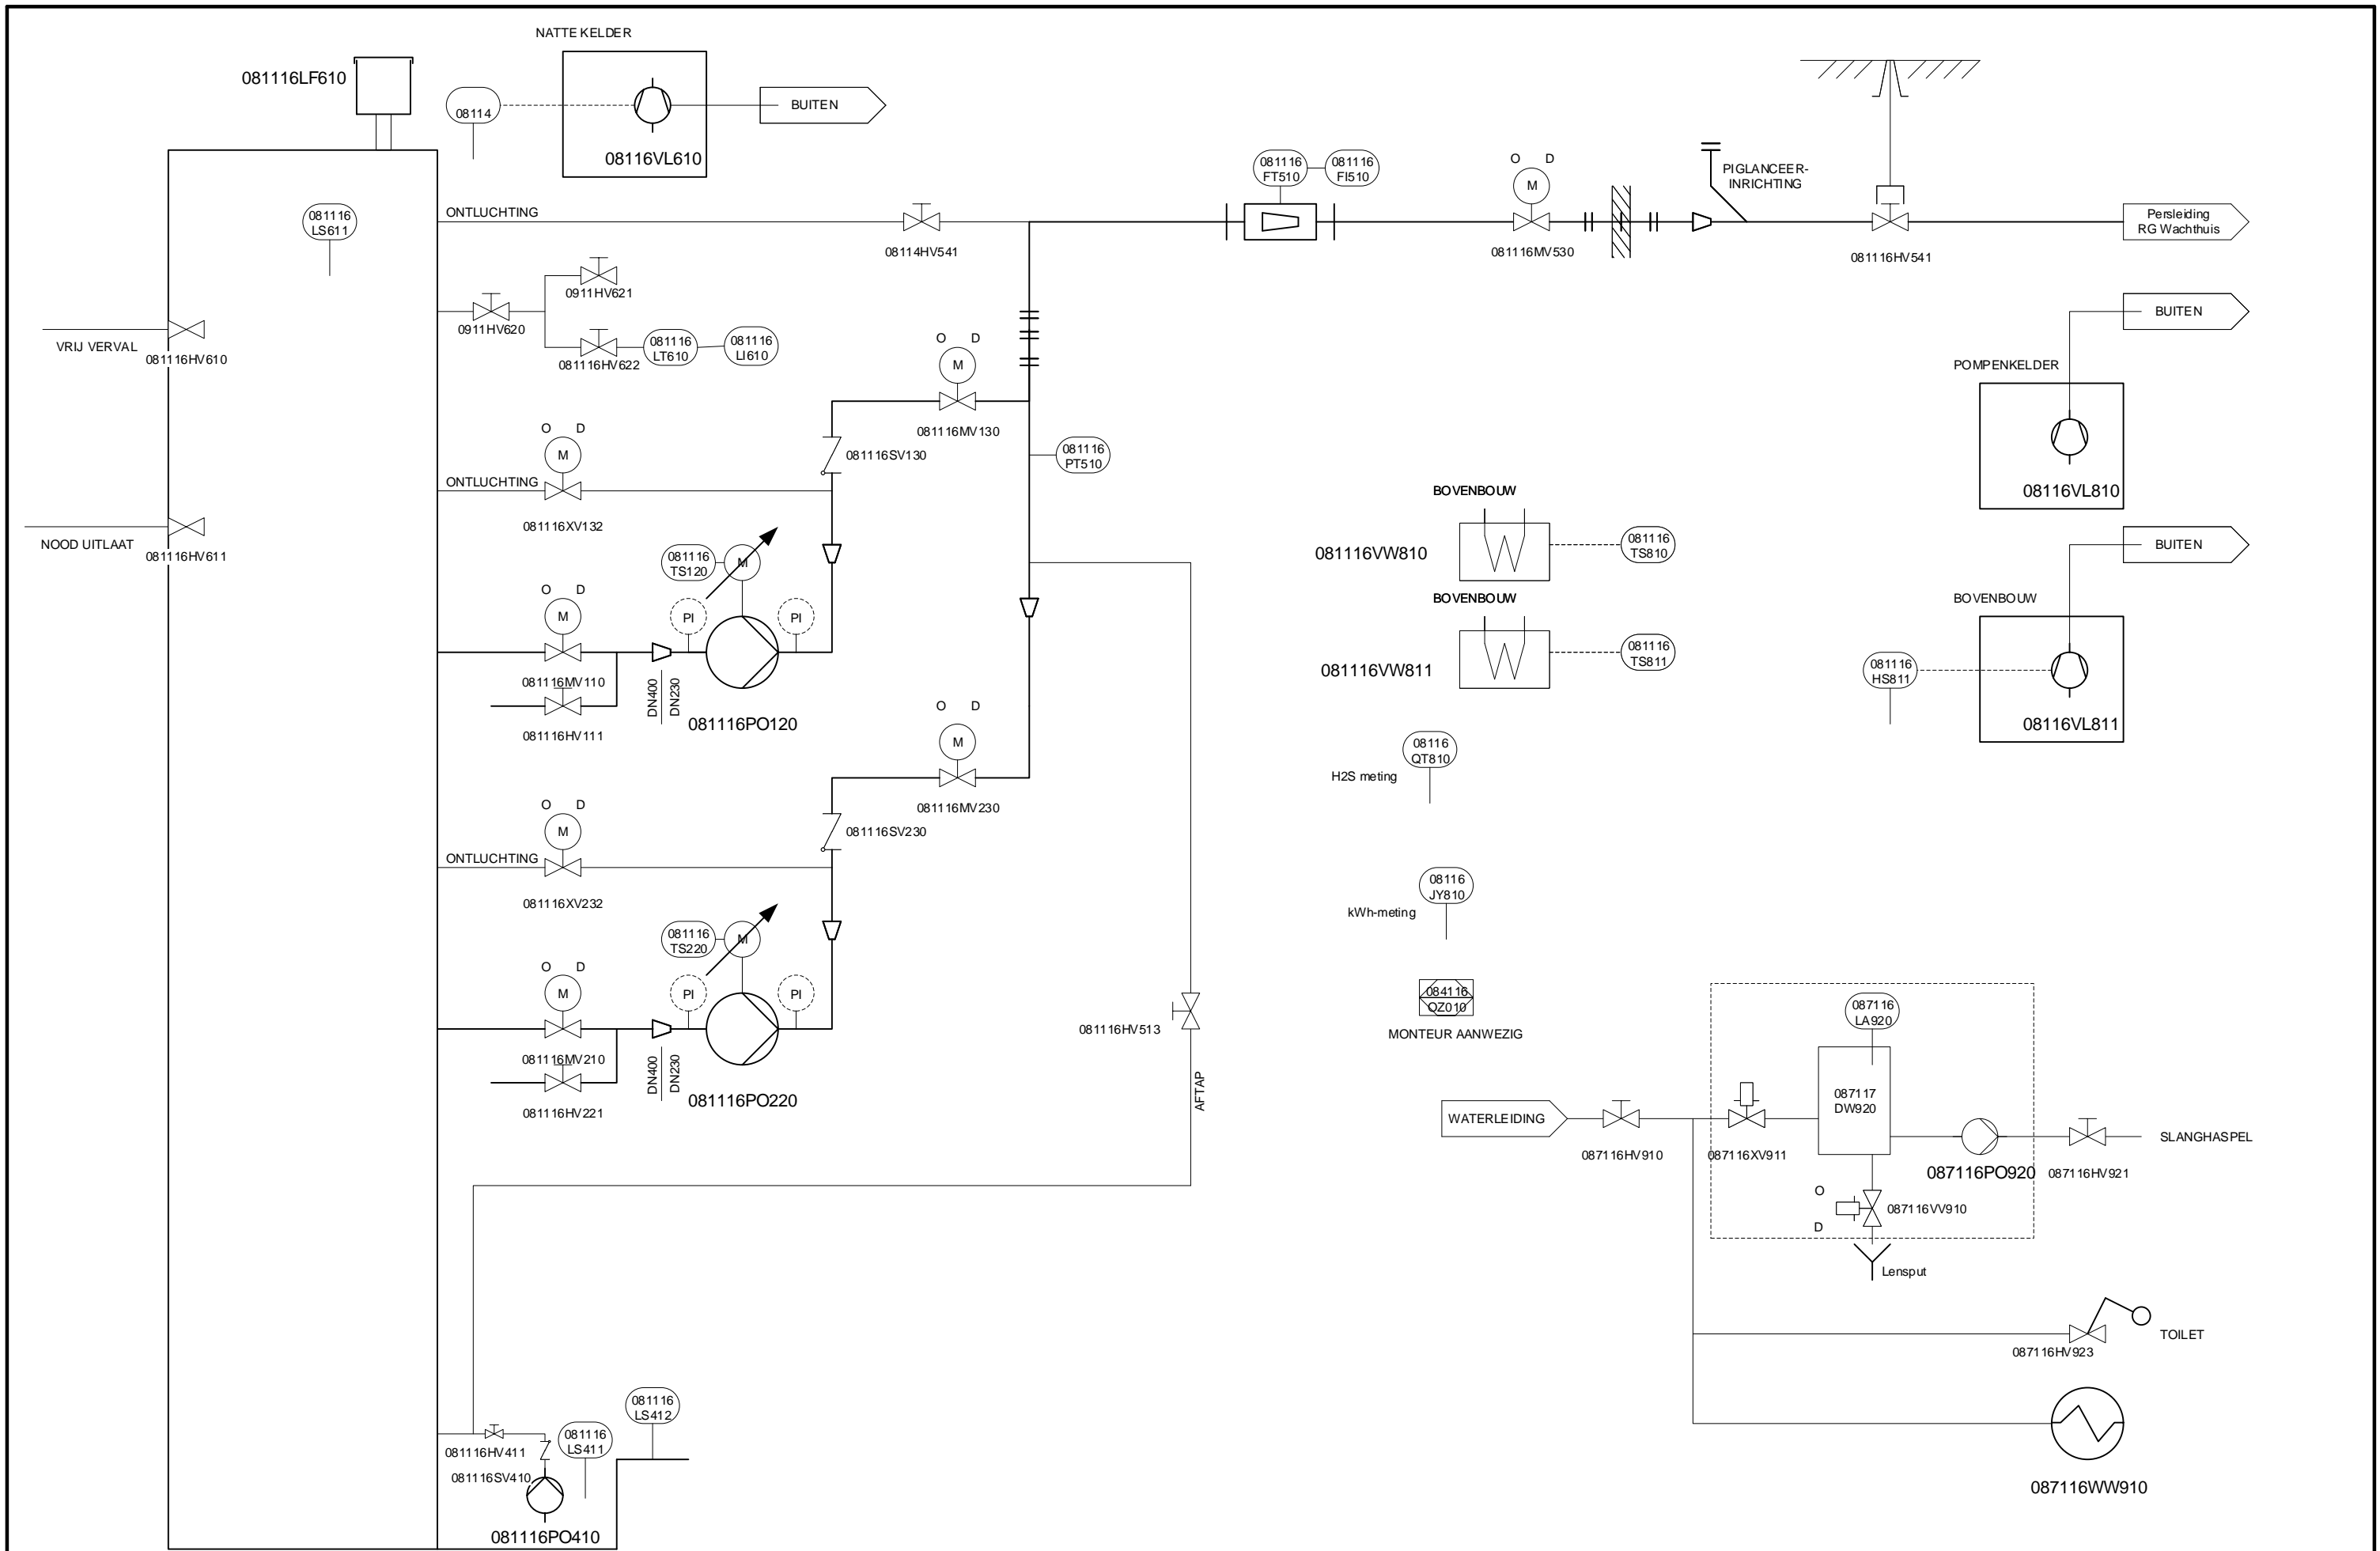 NATTE KELDER
081116LF610
08114
08116VL610
BUITEN
081116
LS611
ONTLUCHTING
08114HV541
081116
FT510
081116
FI510
O D
M
081116MV530
PIGLANCEER-
INRICHTING
081116HV541
Persleiding
RG Wachthuis
0911HV621
0911HV620
081116HV622
081116
LT610
081116
LI610
VRIJ VERVAL
081116HV610
NOOD UITLAAT
081116HV611
O D
M
081116MV130
081116SV130
081116
PT510
O D
M
ONTLUCHTING
081116XV132
081116
TS120
M
PI
PI
O D
M
081116MV110
081116HV111
DN400
DN230
081116PO120
O D
M
081116MV230
081116SV230
O D
M
ONTLUCHTING
081116XV232
081116
TS220
M
PI
PI
O D
M
081116MV210
081116HV221
DN400
DN230
081116PO220
081116HV513
AFTAP
081116HV411
081116SV410
081116
LS411
081116
LS412
081116PO410
BUITEN
POMPENKELDER
08116VL810
BOVENBOUW
081116VW810
081116
TS810
BOVENBOUW
081116VW811
081116
TS811
BUITEN
BOVENBOUW
081116
HS811
08116VL811
08116
QT810
H2S meting
08116
JY810
kWh-meting
084116
QZ010
MONTEUR AANWEZIG
WATERLEIDING
087116HV910
087116XV911
087116
LA920
087117
DW920
087116PO920
087116HV921
SLANGHASPEL
O
D
087116VV910
Lensput
087116HV923
TOILET
087116WW910